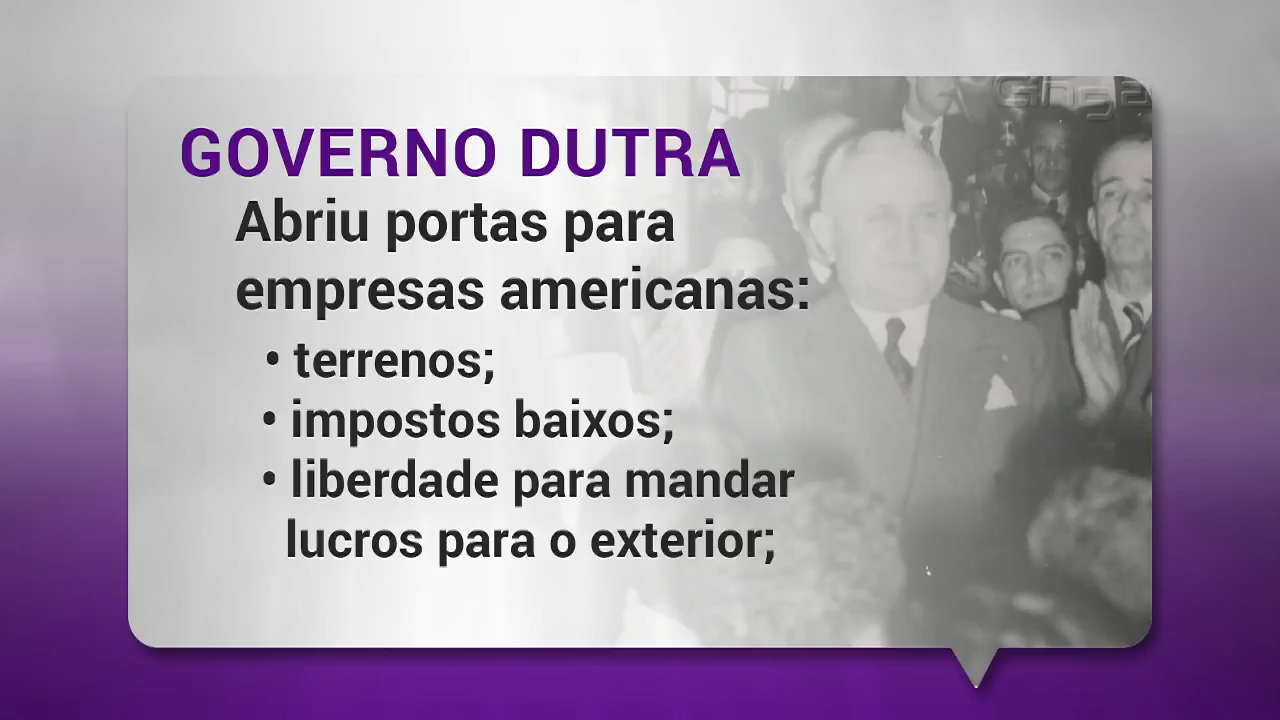 GOVERNO DUTRA
Abriu portas para
empresas americanas:
• terrenos;
• impostos baixos;
• liberdade para mandar
lucros para o exterior;